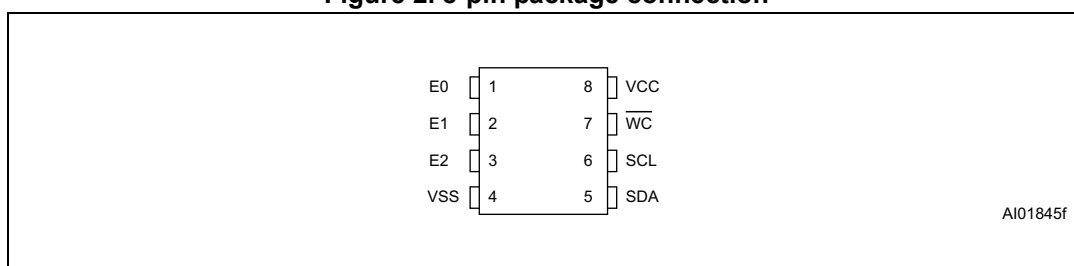 Figure 2. 8-pin package connection
E0 1 8 VCC
E1 2 7 W̅C̅
E2 3 6 SCL
VSS 4 5 SDA
AI01845f